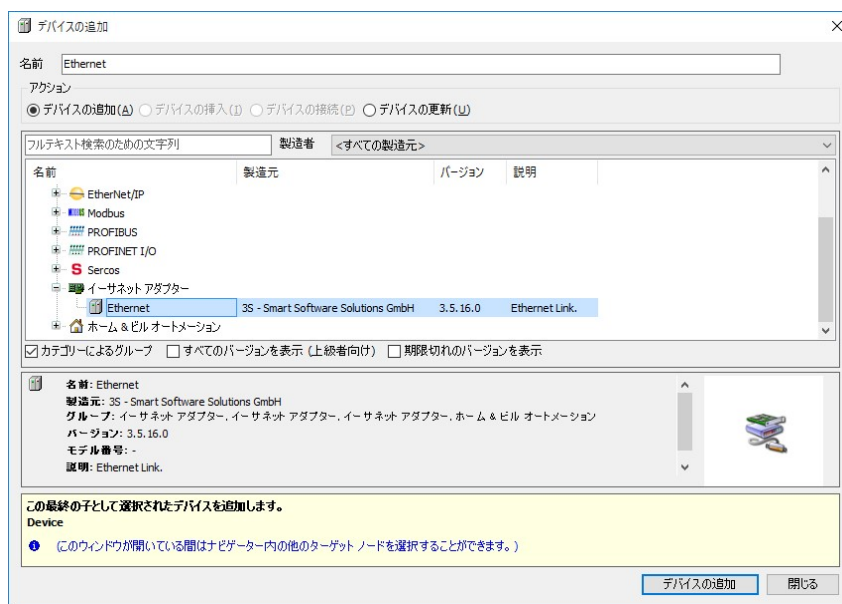 デバイスの追加
名前 Ethernet
アクション
デバイスの追加(A) デバイスの挿入(I) デバイスの接続(P) デバイスの更新(U)
フルテキスト検索のための文字列 製造者 <すべての製造元>
名前 製造元 バージョン 説明
EtherNet/IP
Modbus
PROFIBUS
PROFINET I/O
Sercos
イーサネット アダプター
Ethernet 3S - Smart Software Solutions GmbH 3.5.16.0 Ethernet Link.
ホーム & ビル オートメーション
カテゴリーによるグループ すべてのバージョンを表示 (上級者向け) 期限切れのバージョンを表示
名前: Ethernet
製造元: 3S - Smart Software Solutions GmbH
グループ: イーサネット アダプター, イーサネット アダプター, イーサネット アダプター, ホーム & ビル オートメーション
バージョン: 3.5.16.0
モデル番号: -
説明: Ethernet Link.
この最終の子として選択されたデバイスを追加します。
Device
(このウィンドウが開いている間はナビゲーター内の他のターゲット ノードを選択することができます。)
デバイスの追加 閉じる